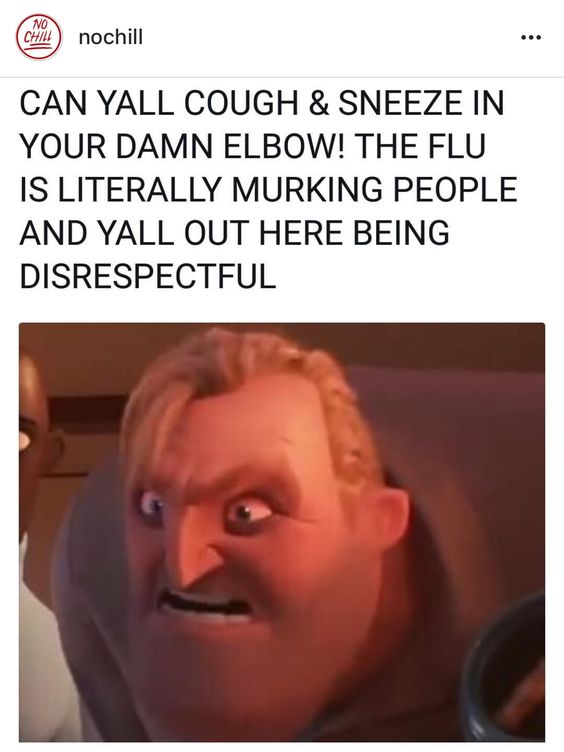 NO
CHILL
nochill
CAN YALL COUGH & SNEEZE IN
YOUR DAMN ELBOW! THE FLU
IS LITERALLY MURKING PEOPLE
AND YALL OUT HERE BEING
DISRESPECTFUL